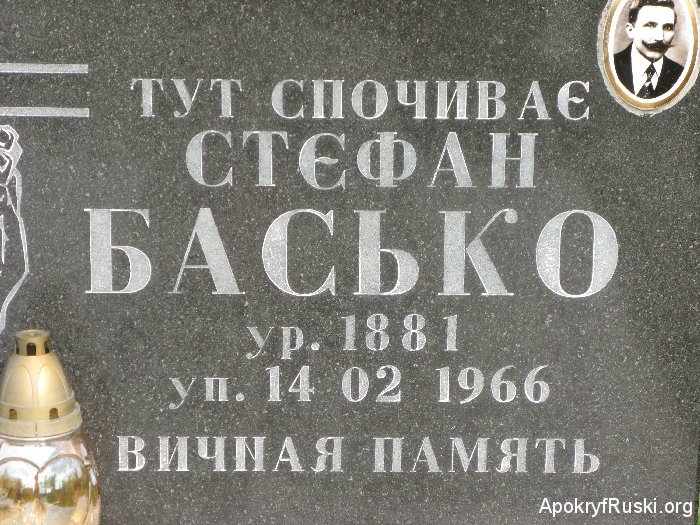 ТУТ СПОЧИВАЄ
СТЄФАН
БАСЬКО
ур. 1881
уп. 14 02 1966
ВИЧНАЯ ПАМЯТЬ
ApokryfRuski.org